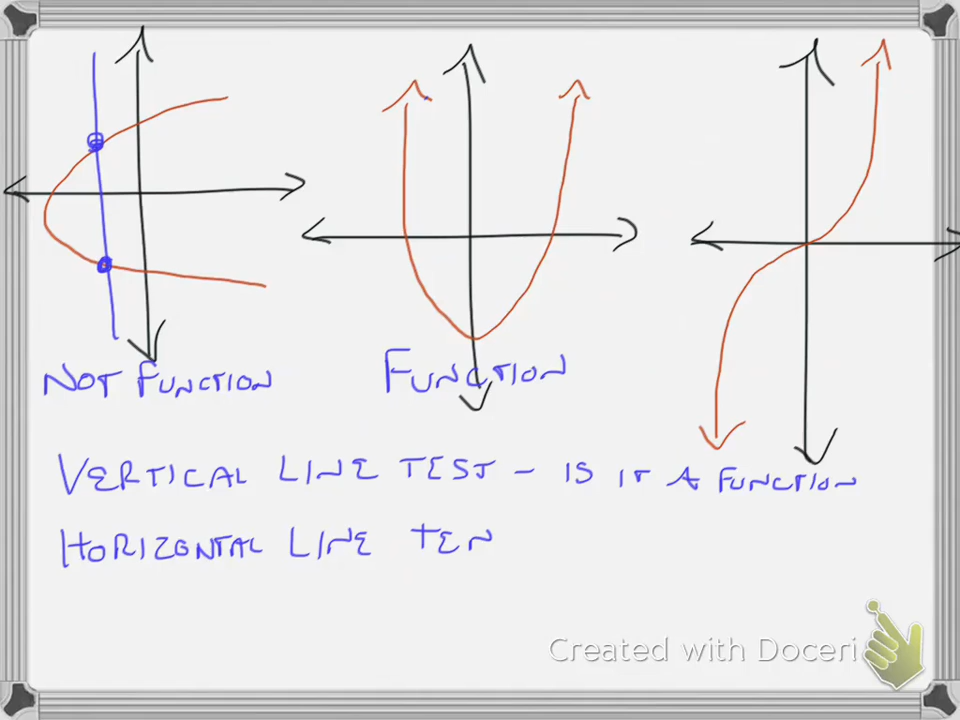 NOT FUNCTION
FUNCTION
VERTICAL LINE TEST - IS IT A FUNCTION
HORIZONTAL LINE TEN
Created with Doceri